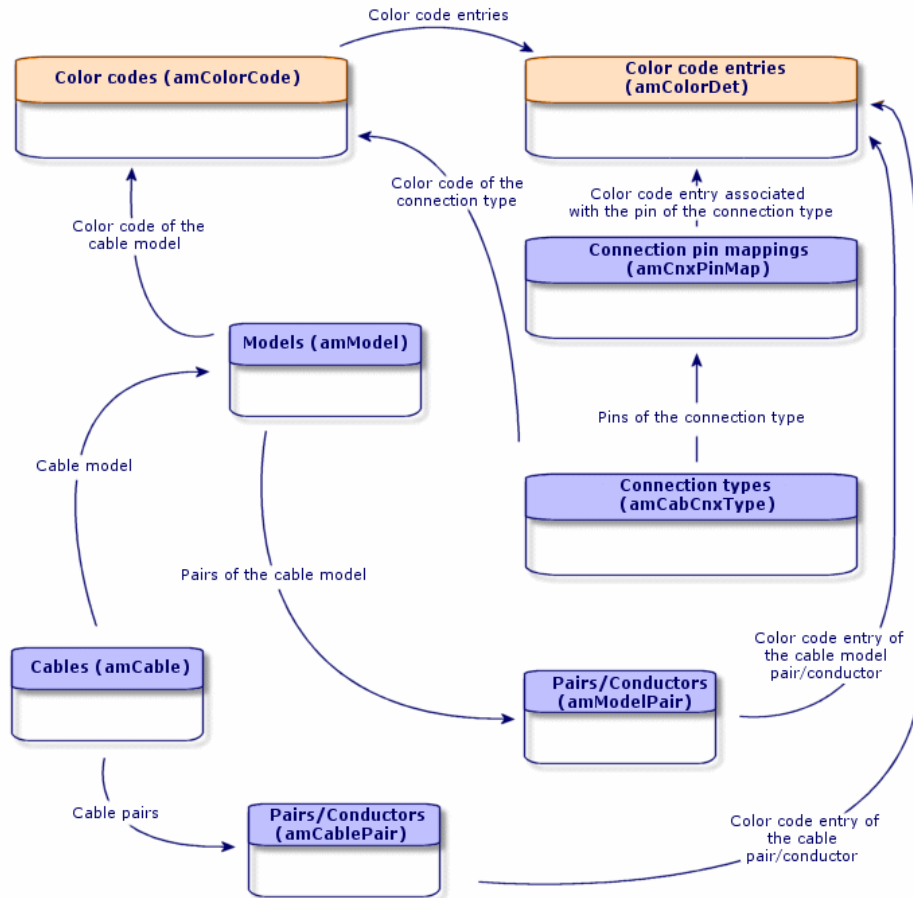 Color code entries
Color codes (amColorCode)
Color code entries
(amColorDet)
Color code of the
connection type
Color code entry associated
with the pin of the connection type
Color code of the
cable model
Connection pin mappings
(amCnxPinMap)
Models (amModel)
Pins of the connection type
Cable model
Connection types
(amCabCnxType)
Pairs of the cable model
Color code entry of
the cable model
pair/conductor
Cables (amCable)
Pairs/Conductors
(amModelPair)
Cable pairs
Pairs/Conductors
(amCablePair)
Color code entry of
the cable
pair/conductor